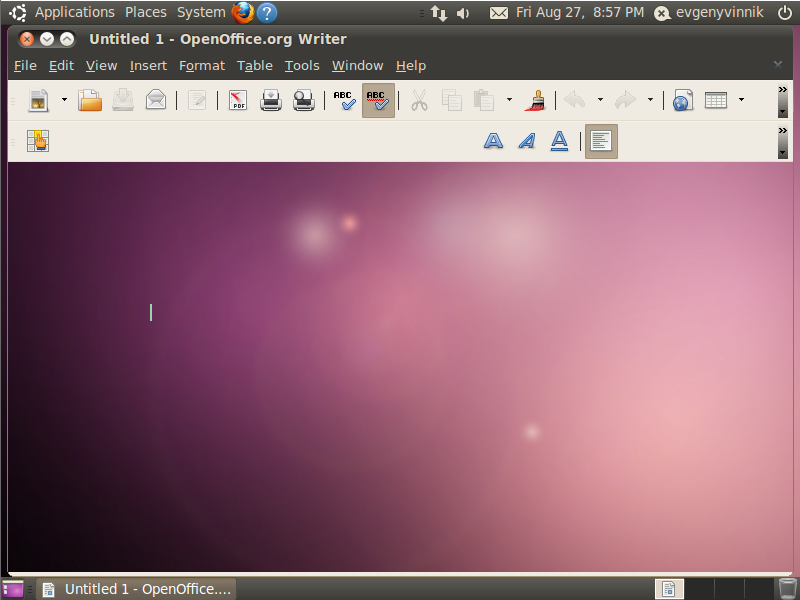 Applications Places System ? Fri Aug 27, 8:57 PM evgenyvinnik
Untitled 1 - OpenOffice.org Writer
File Edit View Insert Format Table Tools Window Help
PDF ABC ABC
A A A
Untitled 1 - OpenOffice....